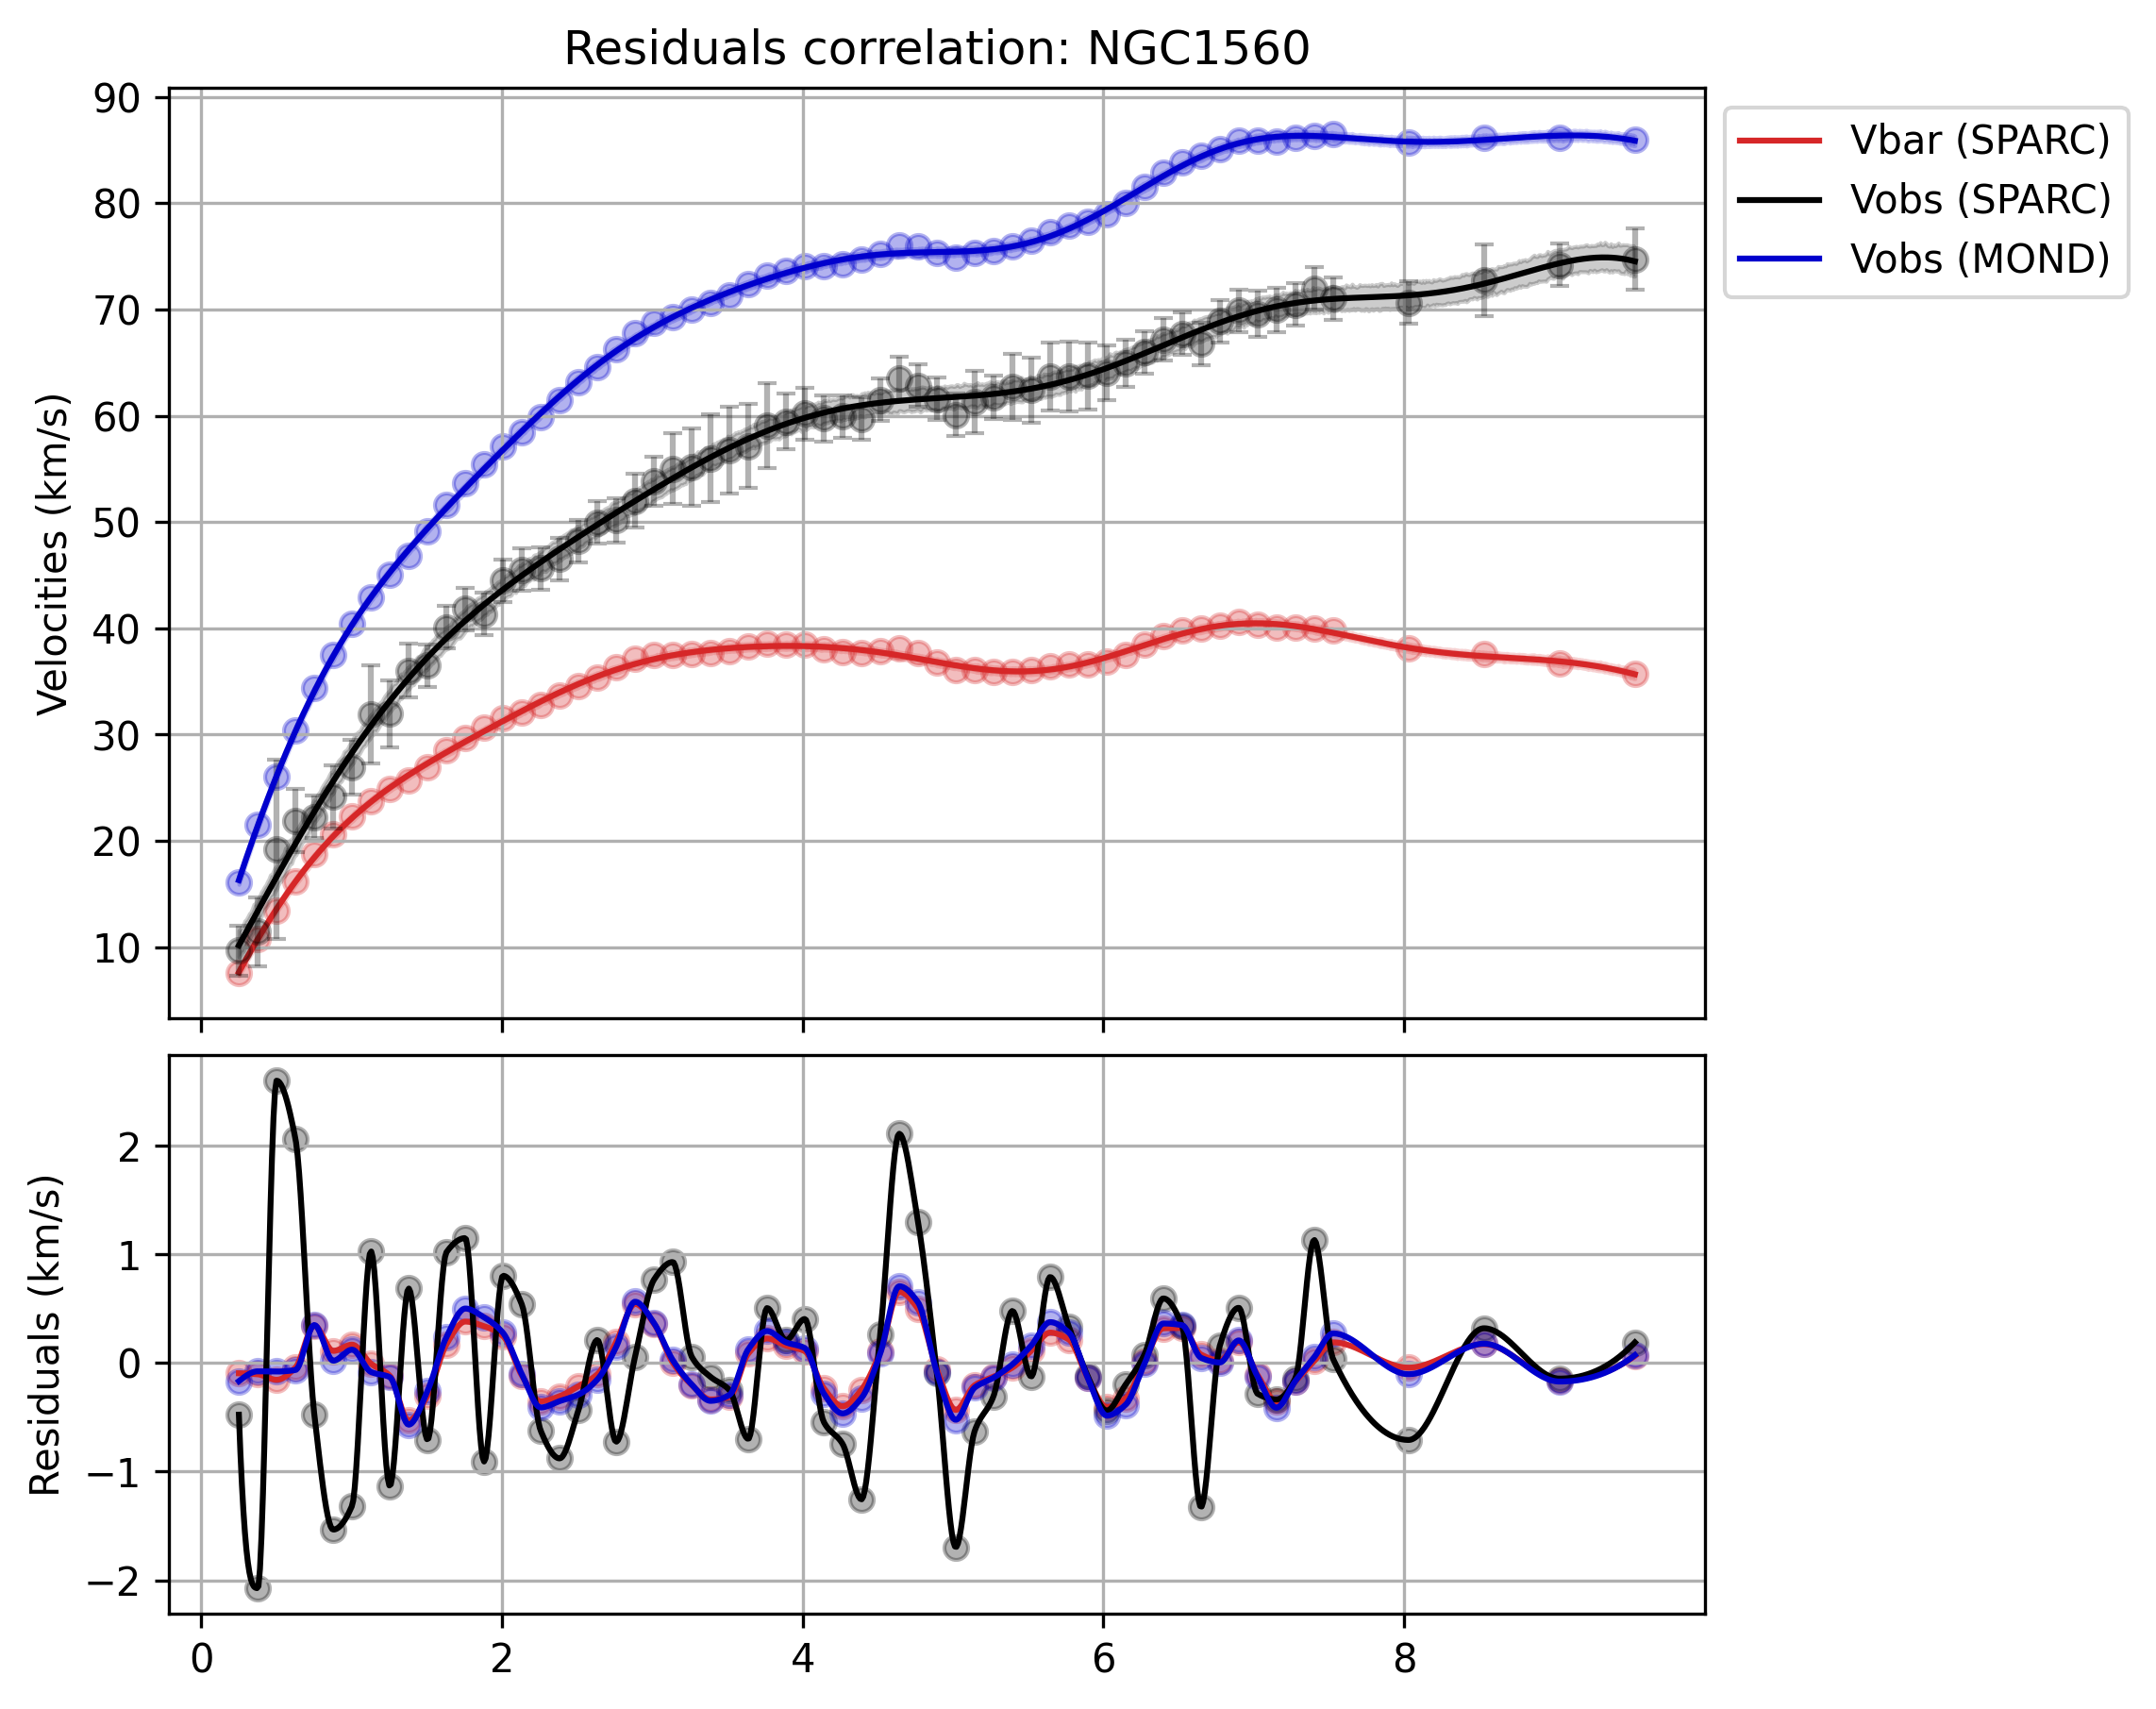 Residuals correlation: NGC1560
90
80
70
60
50
40
30
20
10
Velocities (km/s)
Vbar (SPARC)
Vobs (SPARC)
Vobs (MOND)
2
1
0
−1
−2
Residuals (km/s)
0 2 4 6 8